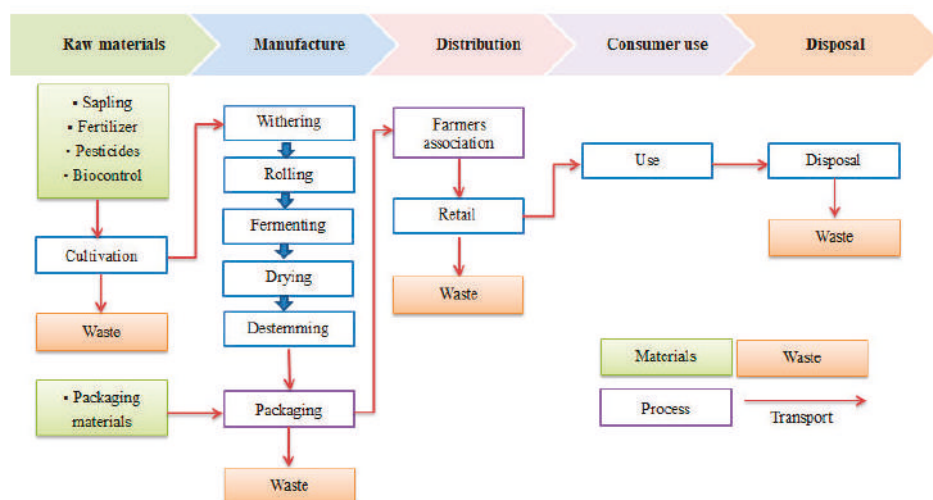 Raw materials
Manufacture
Distribution
Consumer use
Disposal
▪ Sapling
▪ Fertilizer
▪ Pesticides
▪ Biocontrol
Cultivation
Waste
▪ Packaging
materials
Withering
Rolling
Fermenting
Drying
Destemming
Packaging
Waste
Farmers
association
Retail
Waste
Use
Disposal
Waste
Materials
Waste
Process
Transport